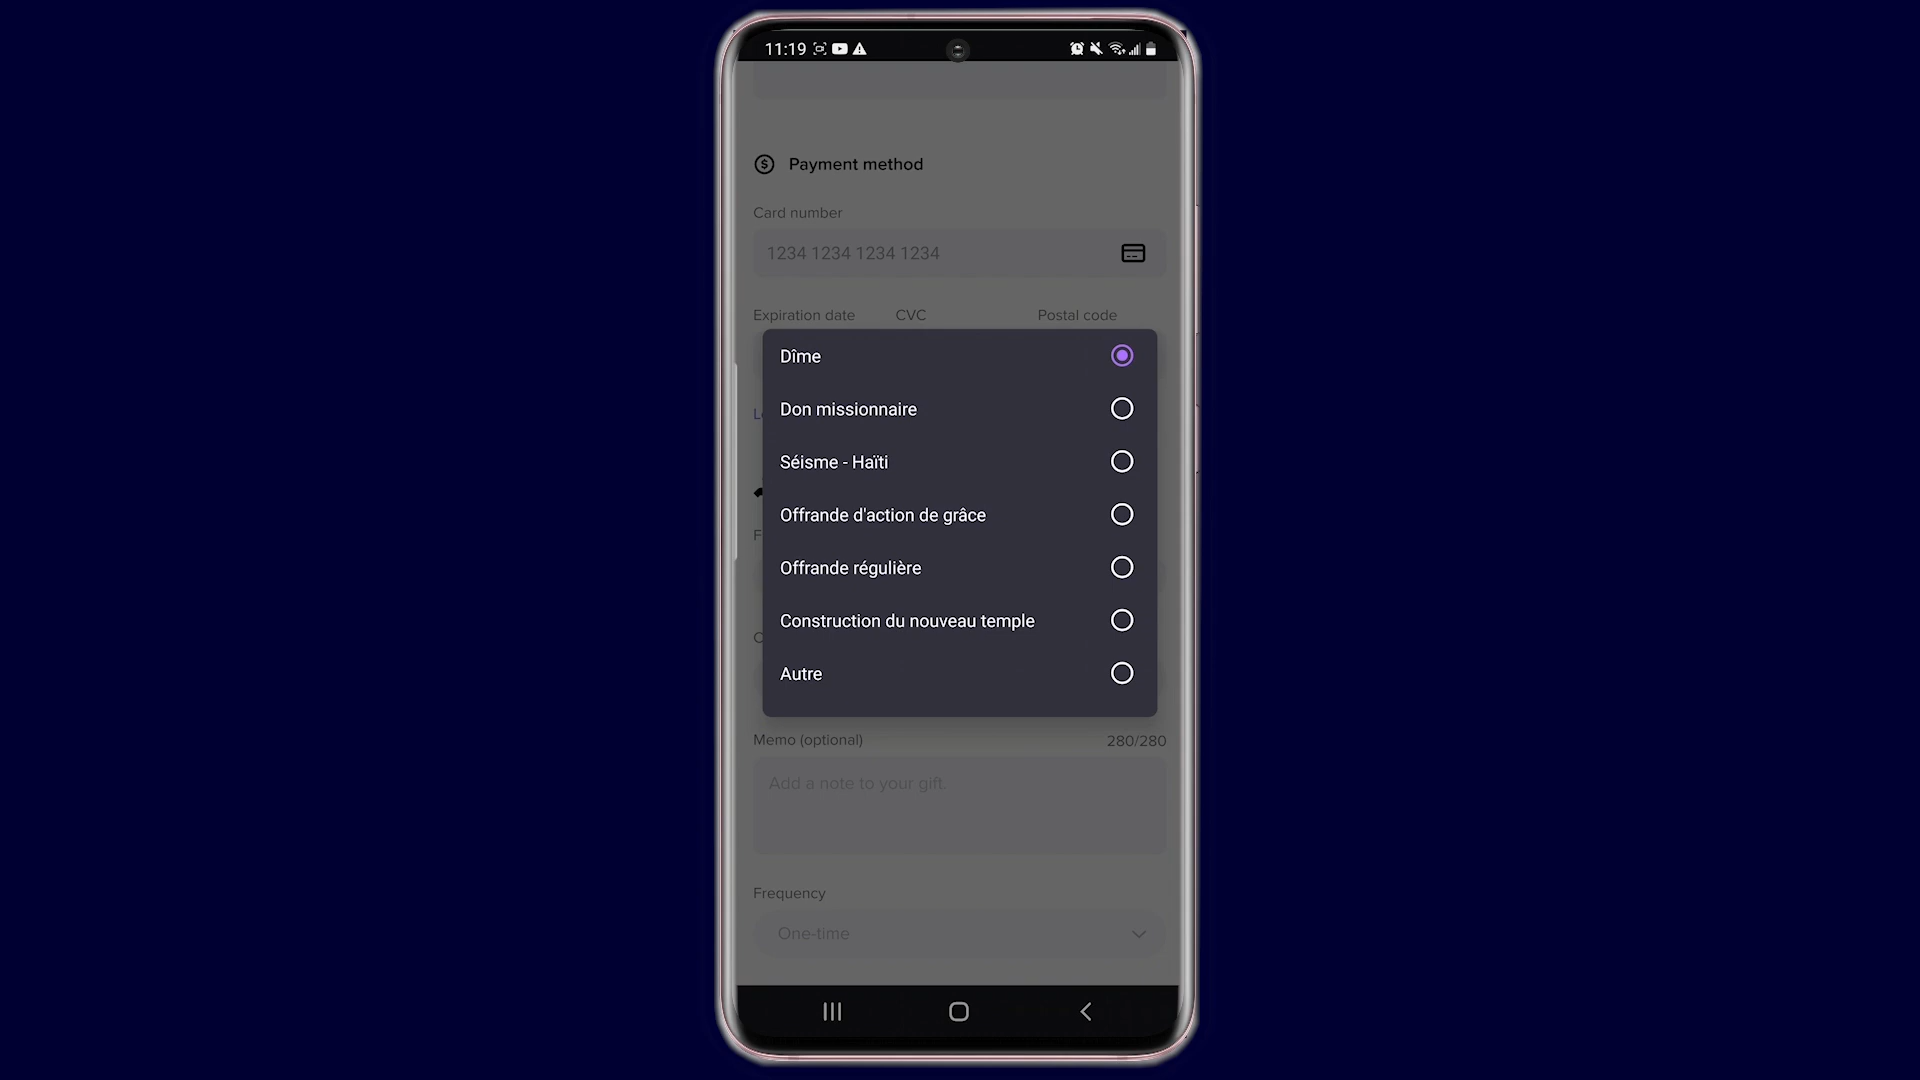 11:19
Payment method
Card number
1234 1234 1234 1234
Expiration date CVC Postal code
Dîme
Don missionnaire
Séisme - Haïti
Offrande d'action de grâce
Offrande régulière
Construction du nouveau temple
Autre
Memo (optional) 280/280
Add a note to your gift.
Frequency
One-time